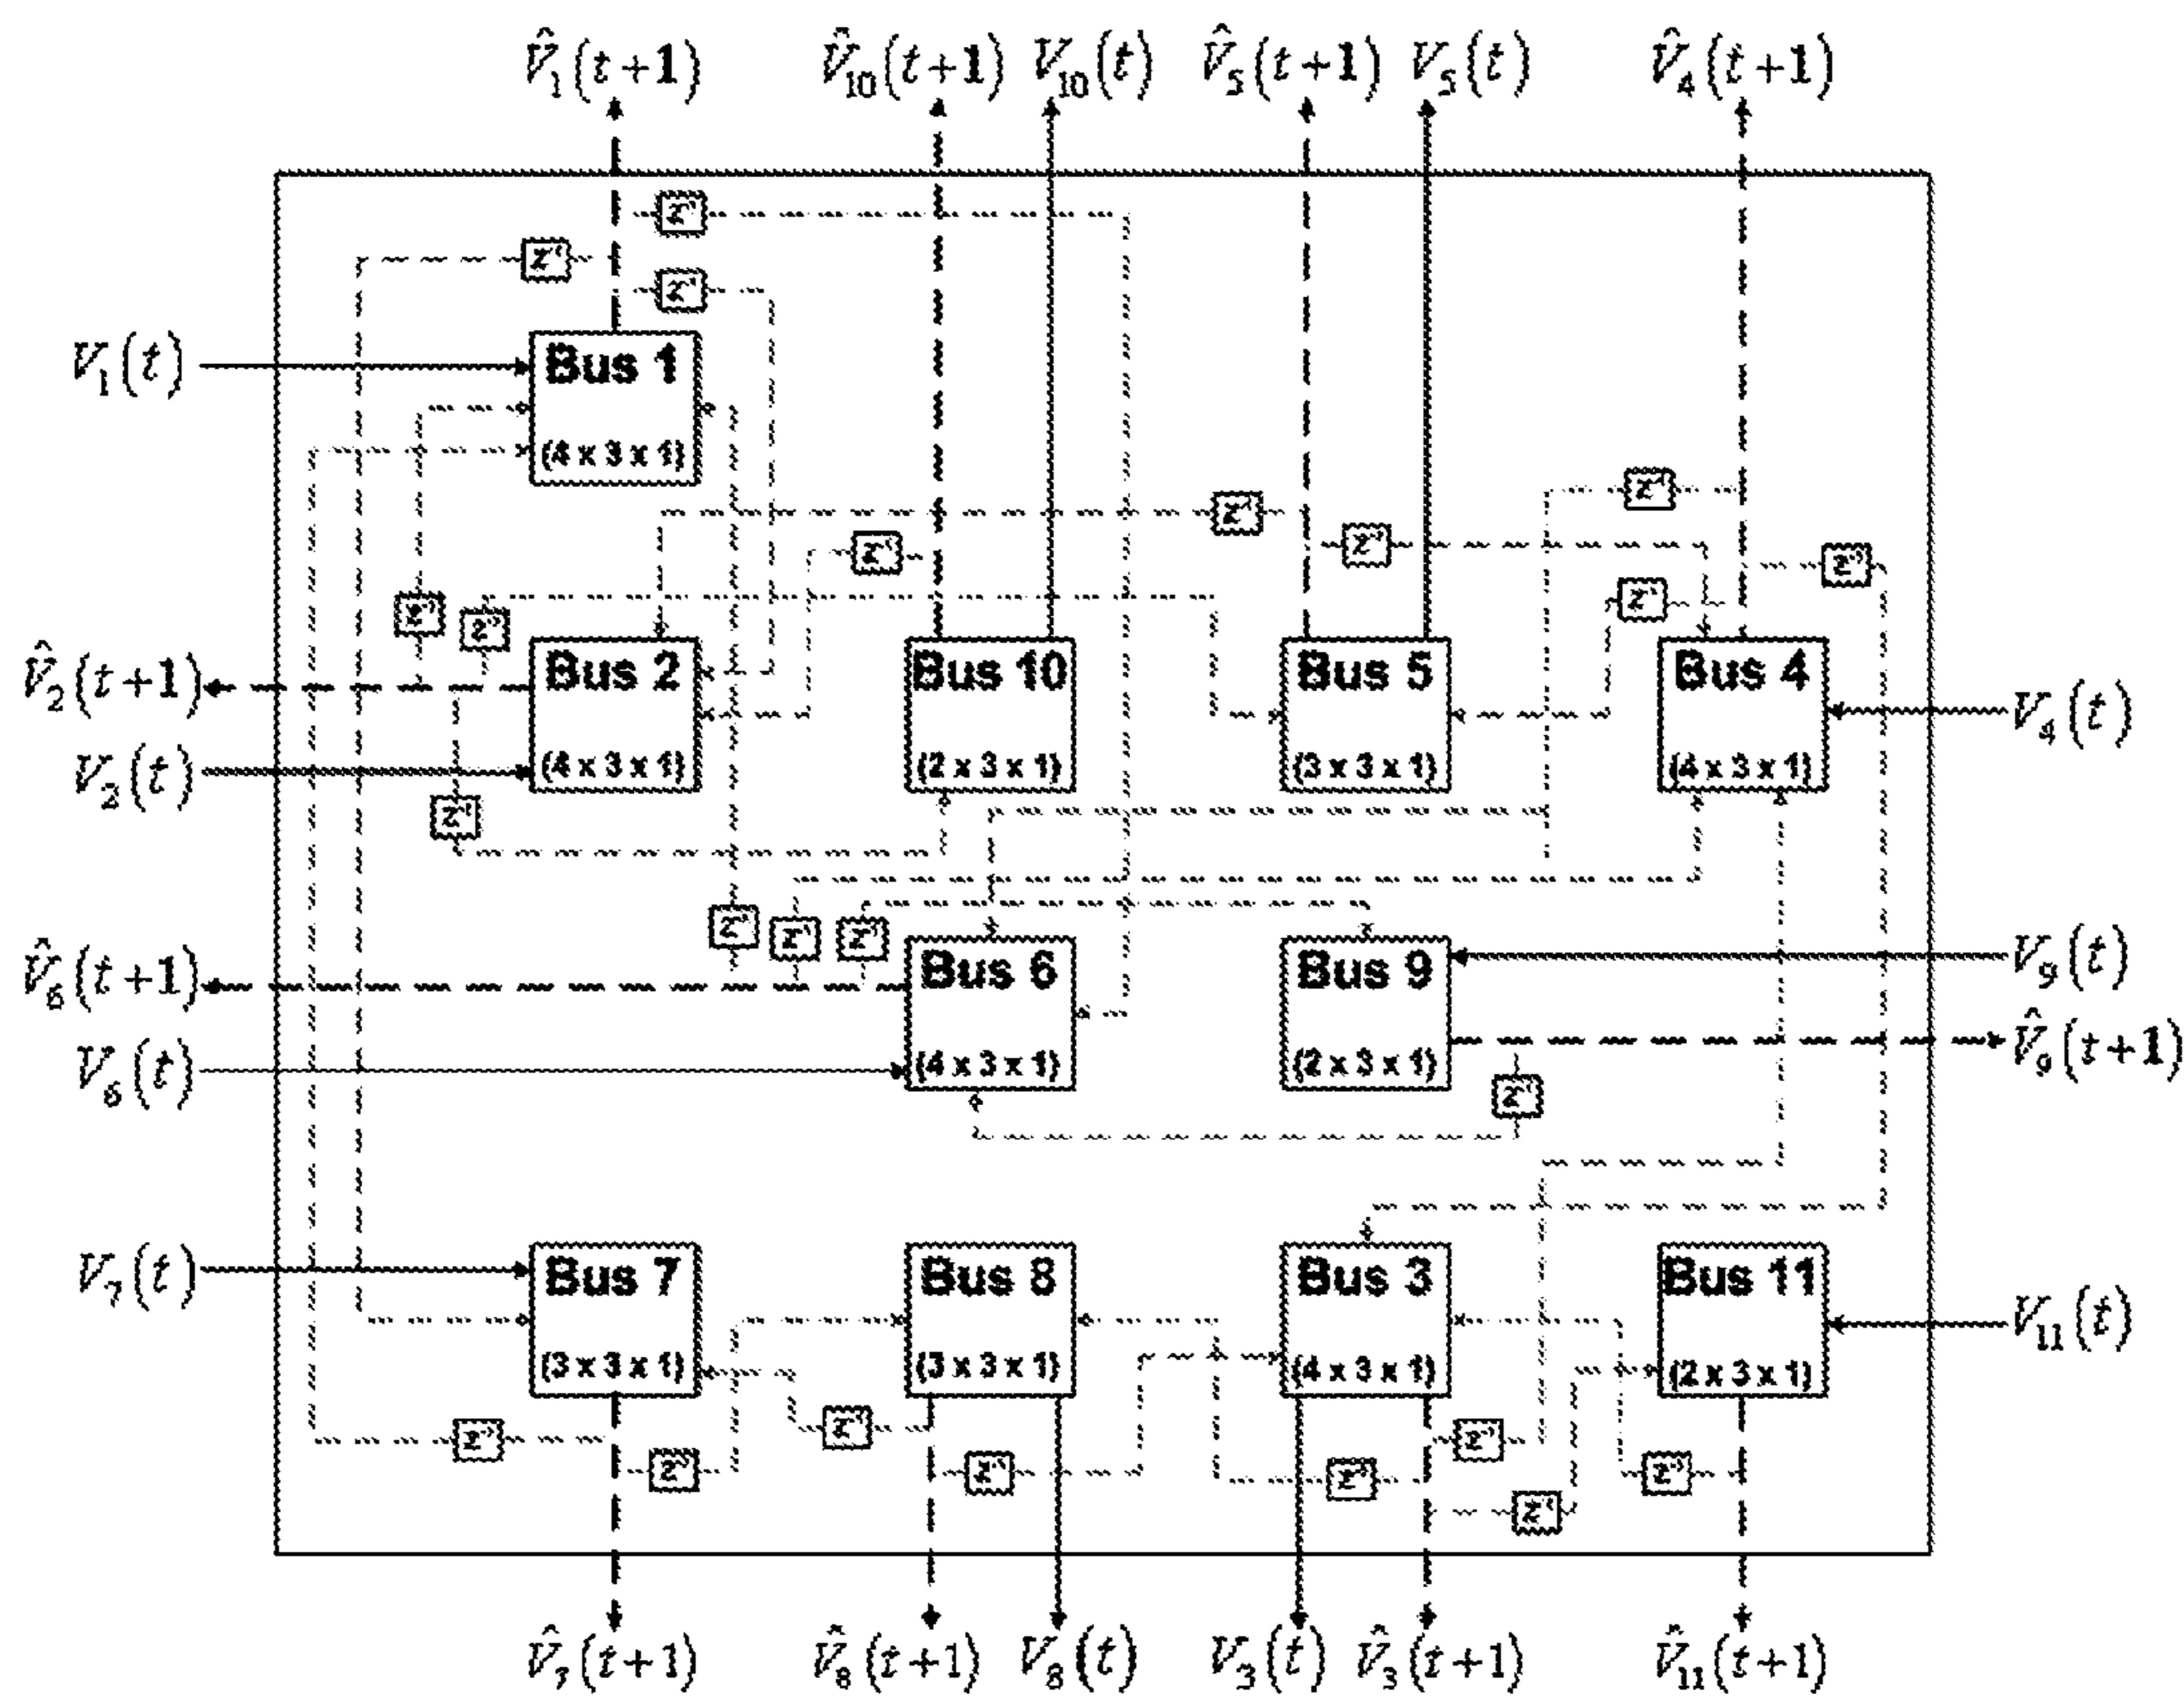 V̂₁(t+1) V̂₁₀(t+1) V₁₀(t) V̂₅(t+1) V₅(t) V̂₄(t+1)
V₁(t)
Bus 1
(4 x 3 x 1)
V̂₂(t+1)
V₂(t)
Bus 2
(4 x 3 x 1)
Bus 10
(2 x 3 x 1)
Bus 5
(3 x 3 x 1)
Bus 4
(4 x 3 x 1)
V₄(t)
V̂₆(t+1)
V₆(t)
Bus 6
(4 x 3 x 1)
Bus 9
(2 x 3 x 1)
V₉(t)
V̂₉(t+1)
V₇(t)
Bus 7
(3 x 3 x 1)
Bus 8
(3 x 3 x 1)
Bus 3
(4 x 3 x 1)
Bus 11
(2 x 3 x 1)
V₁₁(t)
V̂₇(t+1) V̂₈(t+1) V₈(t) V₃(t) V̂₃(t+1) V̂₁₁(t+1)